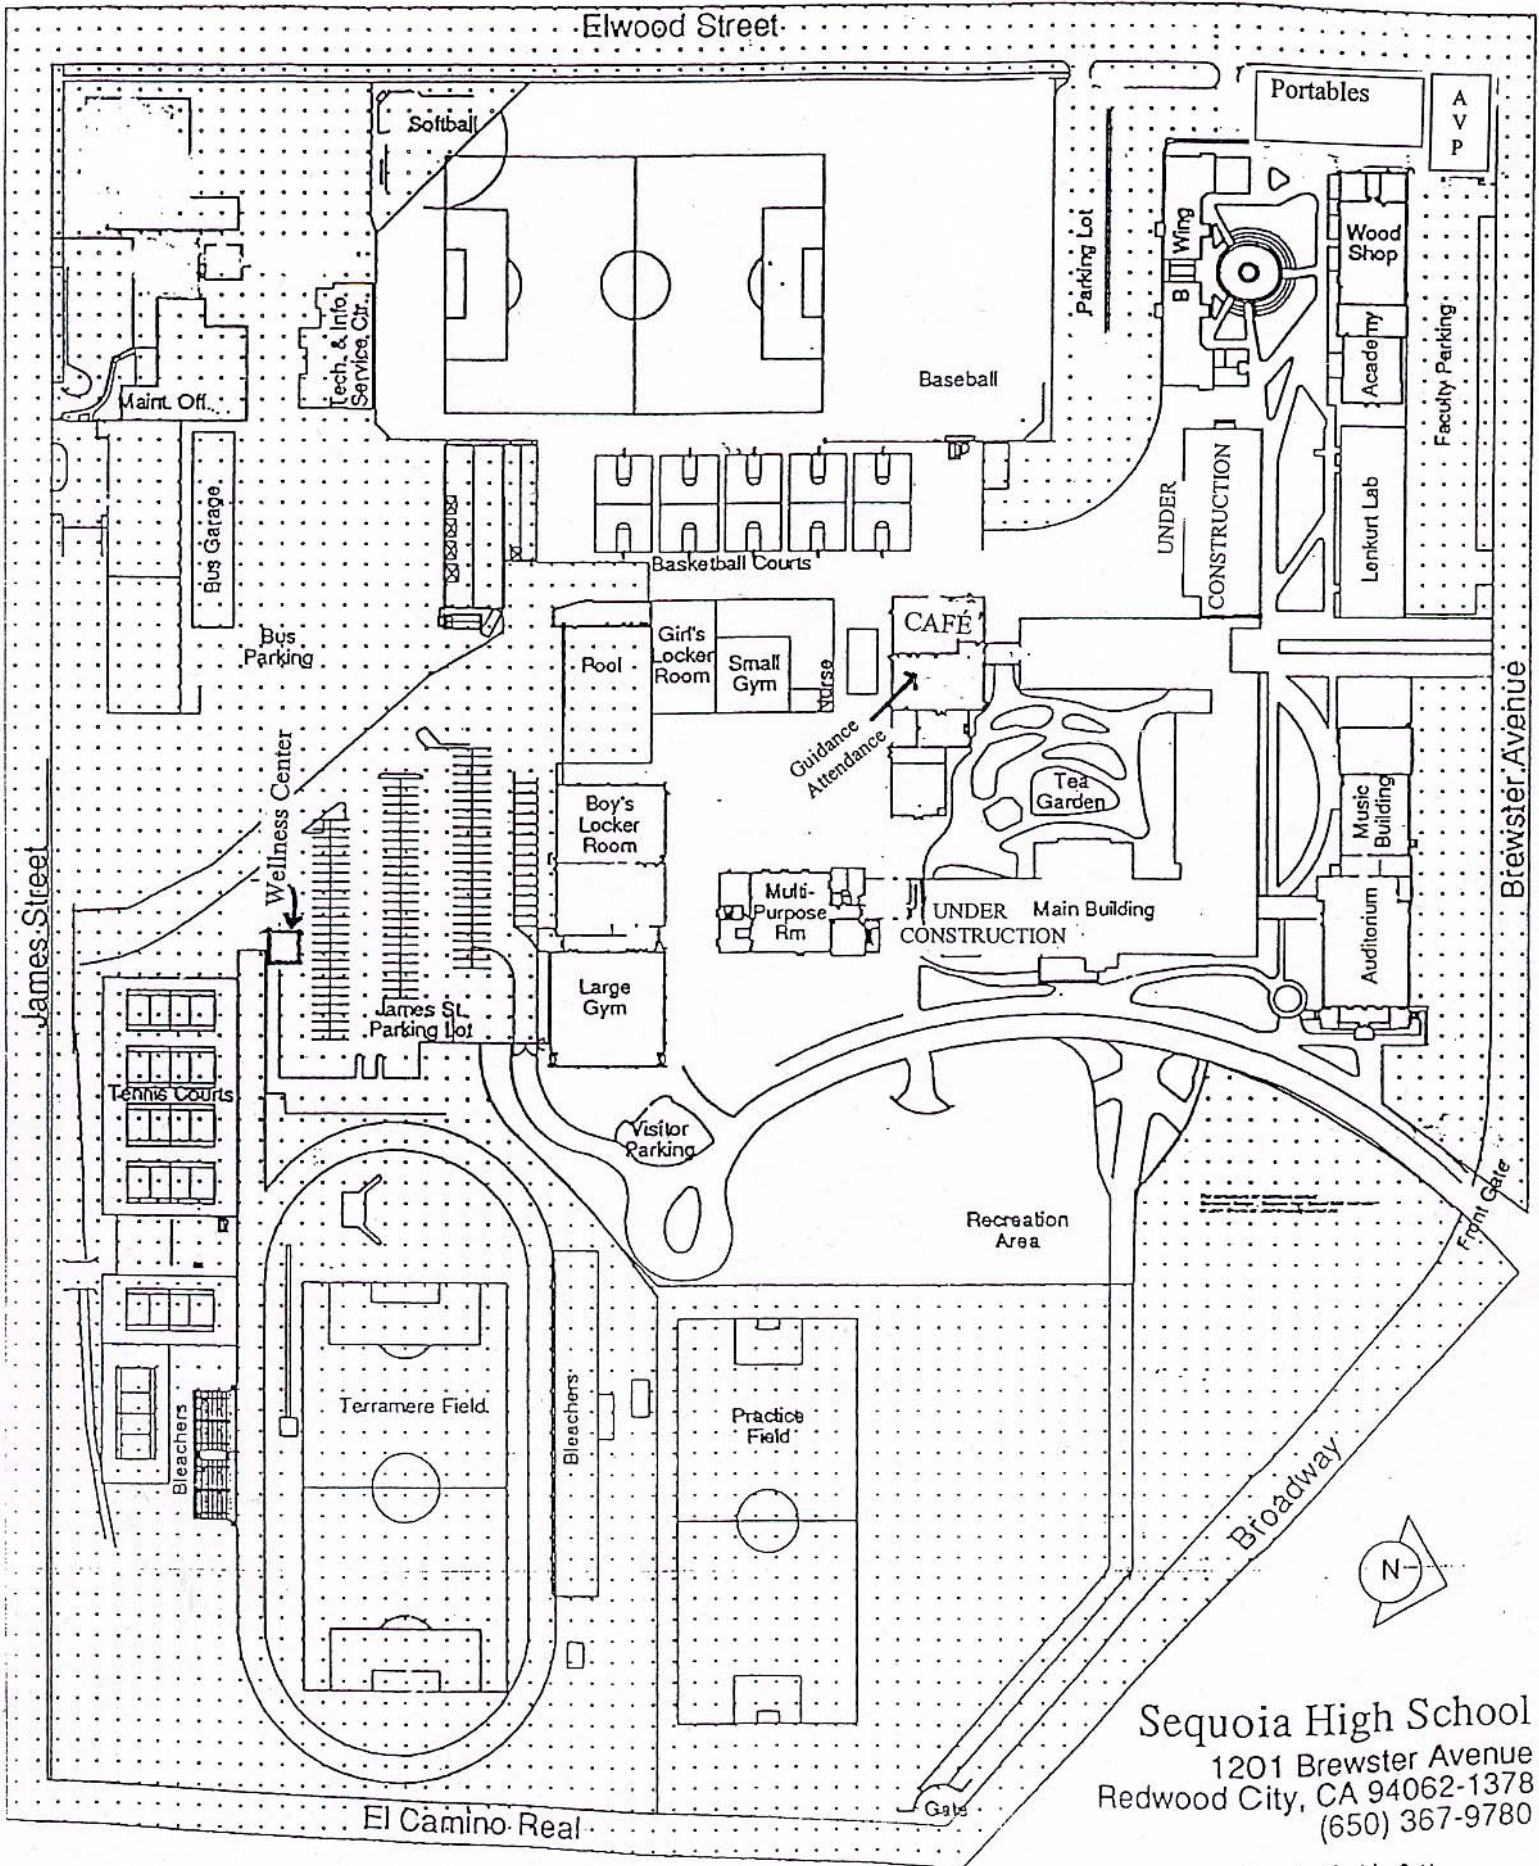 Elwood Street
Portables
A
V
P
Softball
Parking Lot
B Wing
Wood
Shop
Academy
Faculty Parking
Tech. & Info.
Service. Ctr.
Maint. Off.
Baseball
Bus Garage
Basketball Courts
UNDER
CONSTRUCTION
Lenkurt Lab
Bus
Parking
Pool
Girl's
Locker
Room
Small
Gym
Nurse
CAFÉ
Guidance
Attendance
Tea
Garden
Music
Building
Brewster Avenue
Wellness Center
Boy's
Locker
Room
Multi-
Purpose
Rm
UNDER
CONSTRUCTION
Main Building
Auditorium
James Street
James St.
Parking Lot
Large
Gym
Tennis Courts
Visitor
Parking
Recreation
Area
Front Gate
Terramere Field
Bleachers
Bleachers
Practice
Field
Broadway
N
Gate
El Camino Real
Sequoia High School
1201 Brewster Avenue
Redwood City, CA 94062-1378
(650) 367-9780